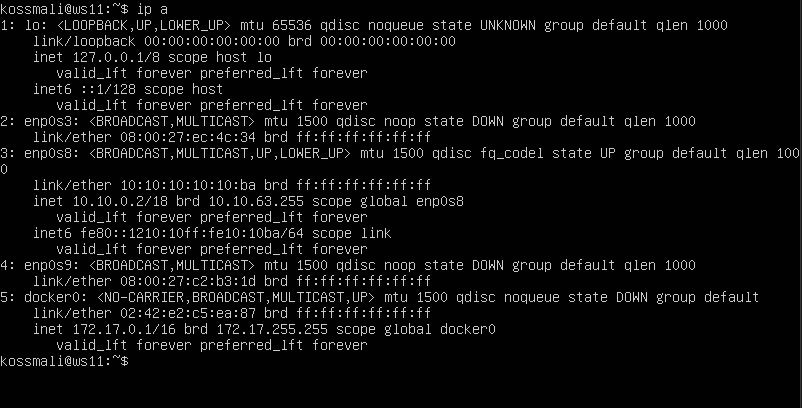 kossmali@ws11:~$ ip a
1: lo: <LOOPBACK,UP,LOWER_UP> mtu 65536 qdisc noqueue state UNKNOWN group default qlen 1000
    link/loopback 00:00:00:00:00:00 brd 00:00:00:00:00:00
    inet 127.0.0.1/8 scope host lo
       valid_lft forever preferred_lft forever
    inet6 ::1/128 scope host
       valid_lft forever preferred_lft forever
2: enp0s3: <BROADCAST,MULTICAST> mtu 1500 qdisc noop state DOWN group default qlen 1000
    link/ether 08:00:27:ec:4c:34 brd ff:ff:ff:ff:ff:ff
3: enp0s8: <BROADCAST,MULTICAST,UP,LOWER_UP> mtu 1500 qdisc fq_codel state UP group default qlen 100
0
    link/ether 10:10:10:10:10:ba brd ff:ff:ff:ff:ff:ff
    inet 10.10.0.2/18 brd 10.10.63.255 scope global enp0s8
       valid_lft forever preferred_lft forever
    inet6 fe80::1210:10ff:fe10:10ba/64 scope link
       valid_lft forever preferred_lft forever
4: enp0s9: <BROADCAST,MULTICAST> mtu 1500 qdisc noop state DOWN group default qlen 1000
    link/ether 08:00:27:c2:b3:1d brd ff:ff:ff:ff:ff:ff
5: docker0: <NO-CARRIER,BROADCAST,MULTICAST,UP> mtu 1500 qdisc noqueue state DOWN group default
    link/ether 02:42:e2:c5:ea:87 brd ff:ff:ff:ff:ff:ff
    inet 172.17.0.1/16 brd 172.17.255.255 scope global docker0
       valid_lft forever preferred_lft forever
kossmali@ws11:~$